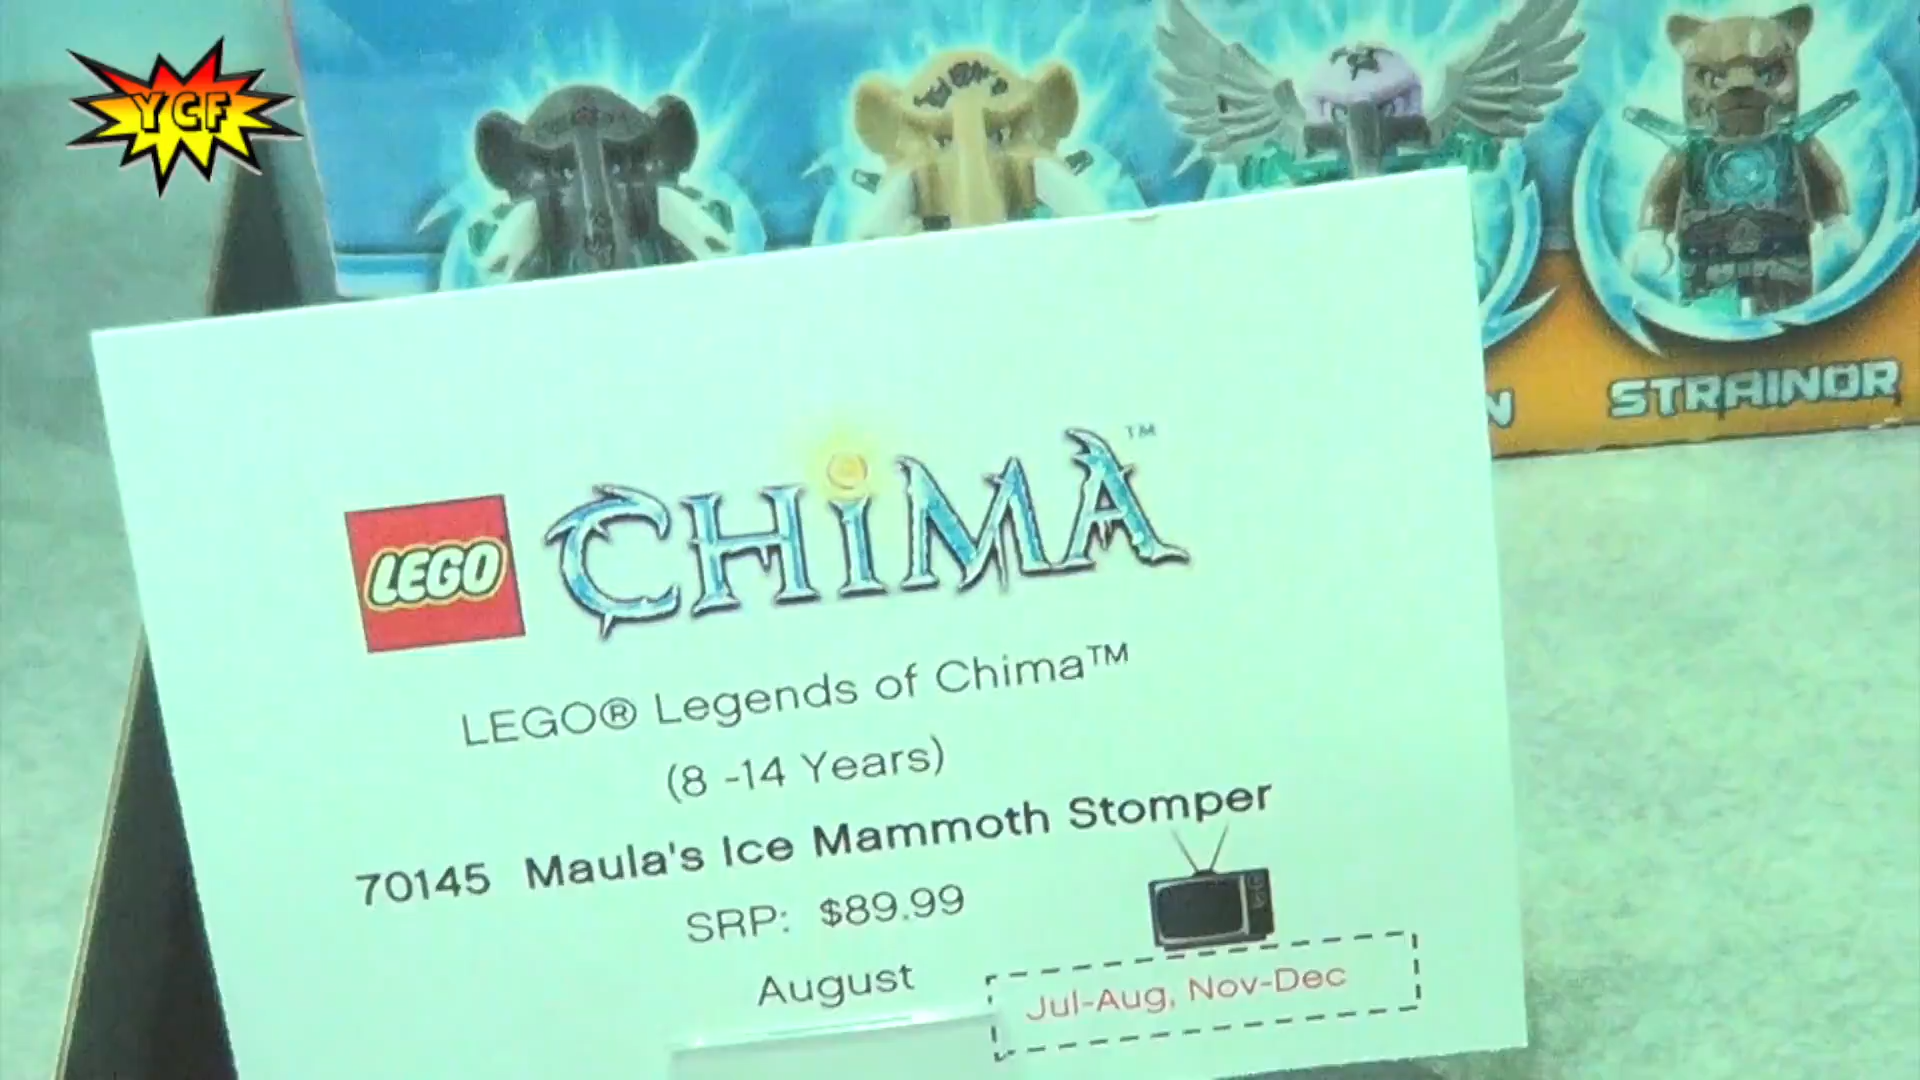 YCF
N STRAINOR
LEGO CHiMA™
LEGO® Legends of Chima™
(8 -14 Years)
70145 Maula's Ice Mammoth Stomper
SRP: $89.99
August
Jul-Aug, Nov-Dec